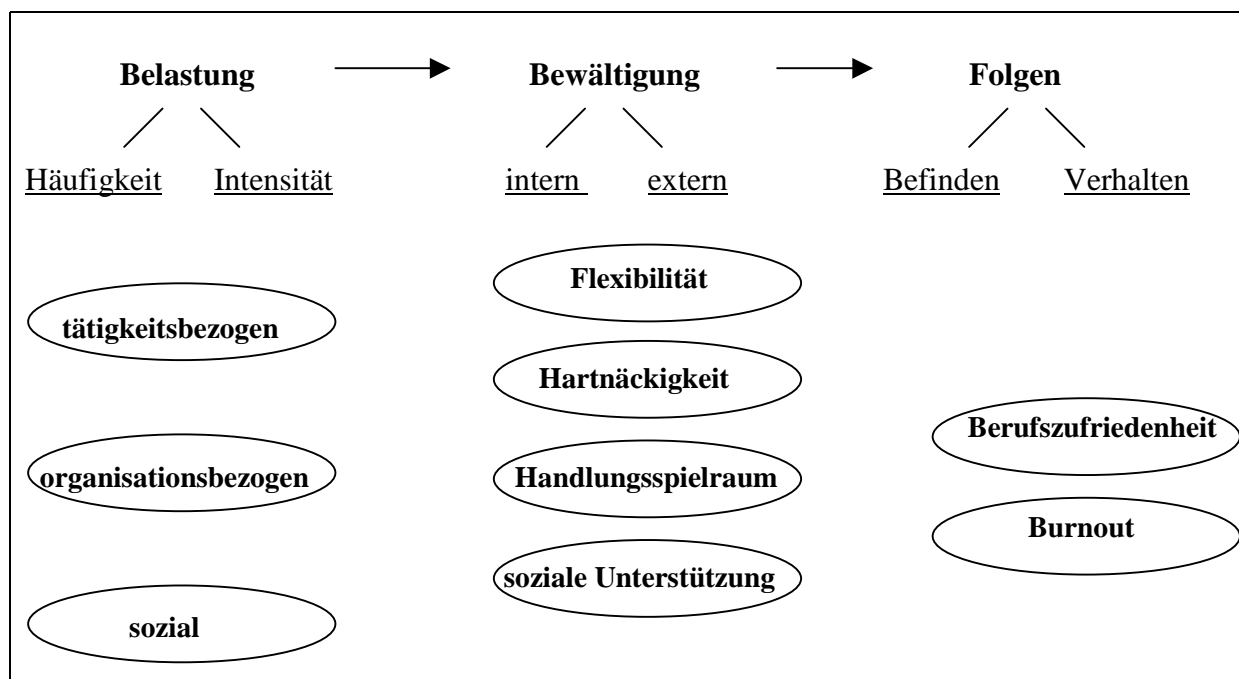 Belastung Bewältigung Folgen
Häufigkeit Intensität intern extern Befinden Verhalten
Flexibilität
tätigkeitsbezogen
Hartnäckigkeit
Berufszufriedenheit
organisationsbezogen Handlungsspielraum
Burnout
soziale Unterstützung
sozial